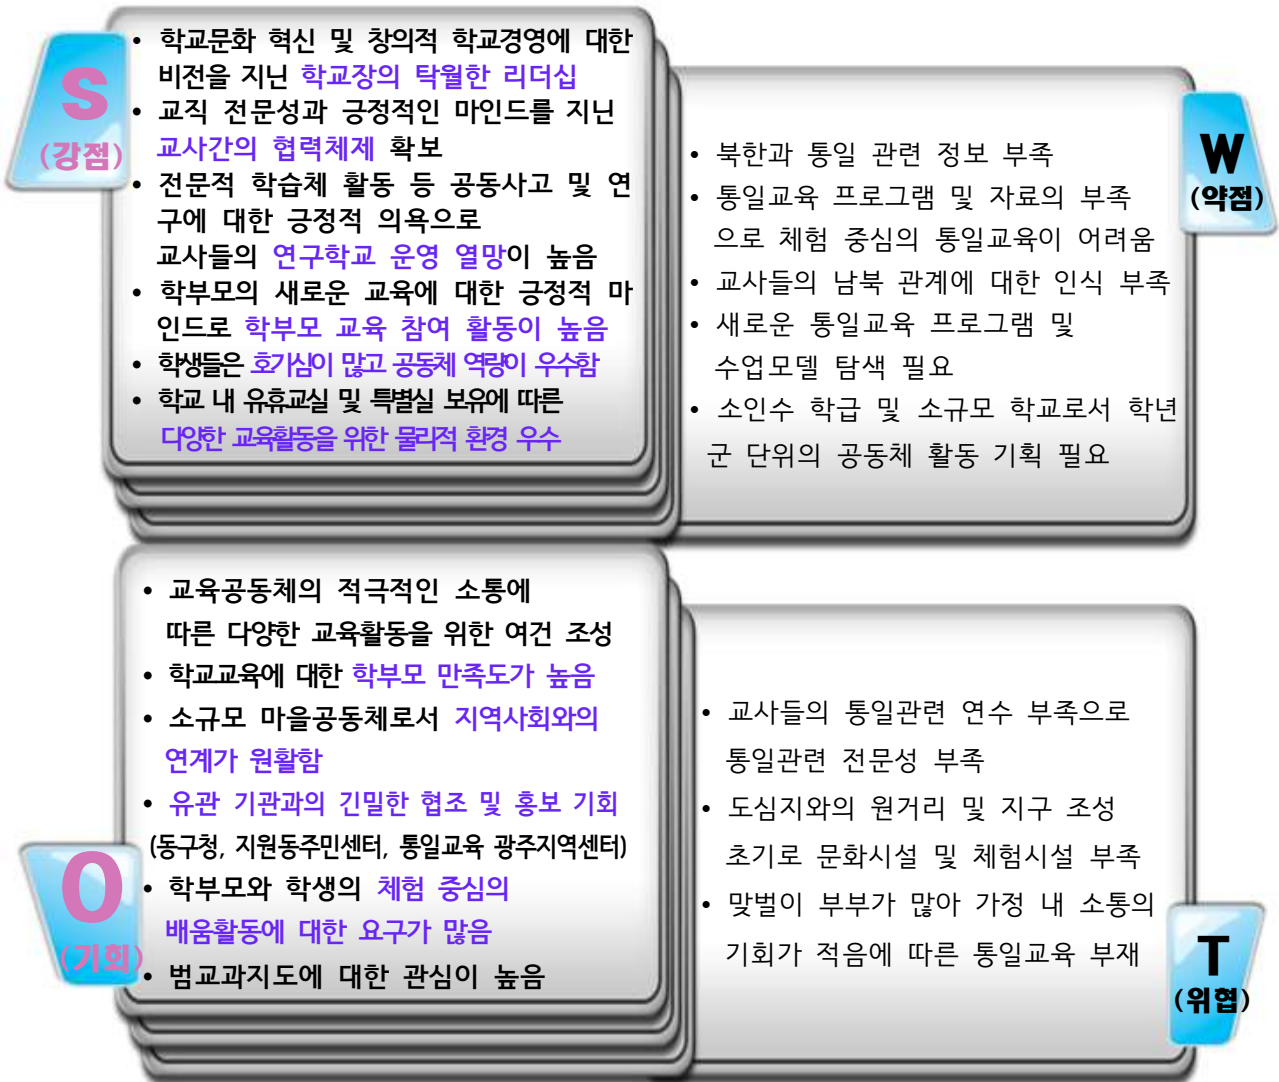 S
(강점)
• 학교문화 혁신 및 창의적 학교경영에 대한
비전을 지닌 학교장의 탁월한 리더십
• 교직 전문성과 긍정적인 마인드를 지닌
교사간의 협력체제 확보
• 전문적 학습체 활동 등 공동사고 및 연
구에 대한 긍정적 의욕으로
교사들의 연구학교 운영 열망이 높음
• 학부모의 새로운 교육에 대한 긍정적 마
인드로 학부모 교육 참여 활동이 높음
• 학생들은 호기심이 많고 공동체 역량이 우수함
• 학교 내 유휴교실 및 특별실 보유에 따른
다양한 교육활동을 위한 물리적 환경 우수
W
(약점)
• 북한과 통일 관련 정보 부족
• 통일교육 프로그램 및 자료의 부족
으로 체험 중심의 통일교육이 어려움
• 교사들의 남북 관계에 대한 인식 부족
• 새로운 통일교육 프로그램 및
수업모델 탐색 필요
• 소인수 학급 및 소규모 학교로서 학년
군 단위의 공동체 활동 기획 필요
O
(기회)
• 교육공동체의 적극적인 소통에
따른 다양한 교육활동을 위한 여건 조성
• 학교교육에 대한 학부모 만족도가 높음
• 소규모 마을공동체로서 지역사회와의
연계가 원활함
• 유관 기관과의 긴밀한 협조 및 홍보 기회
(동구청, 지원동주민센터, 통일교육 광주지역센터)
• 학부모와 학생의 체험 중심의
배움활동에 대한 요구가 많음
• 범교과지도에 대한 관심이 높음
T
(위협)
• 교사들의 통일관련 연수 부족으로
통일관련 전문성 부족
• 도심지와의 원거리 및 지구 조성
초기로 문화시설 및 체험시설 부족
• 맞벌이 부부가 많아 가정 내 소통의
기회가 적음에 따른 통일교육 부재